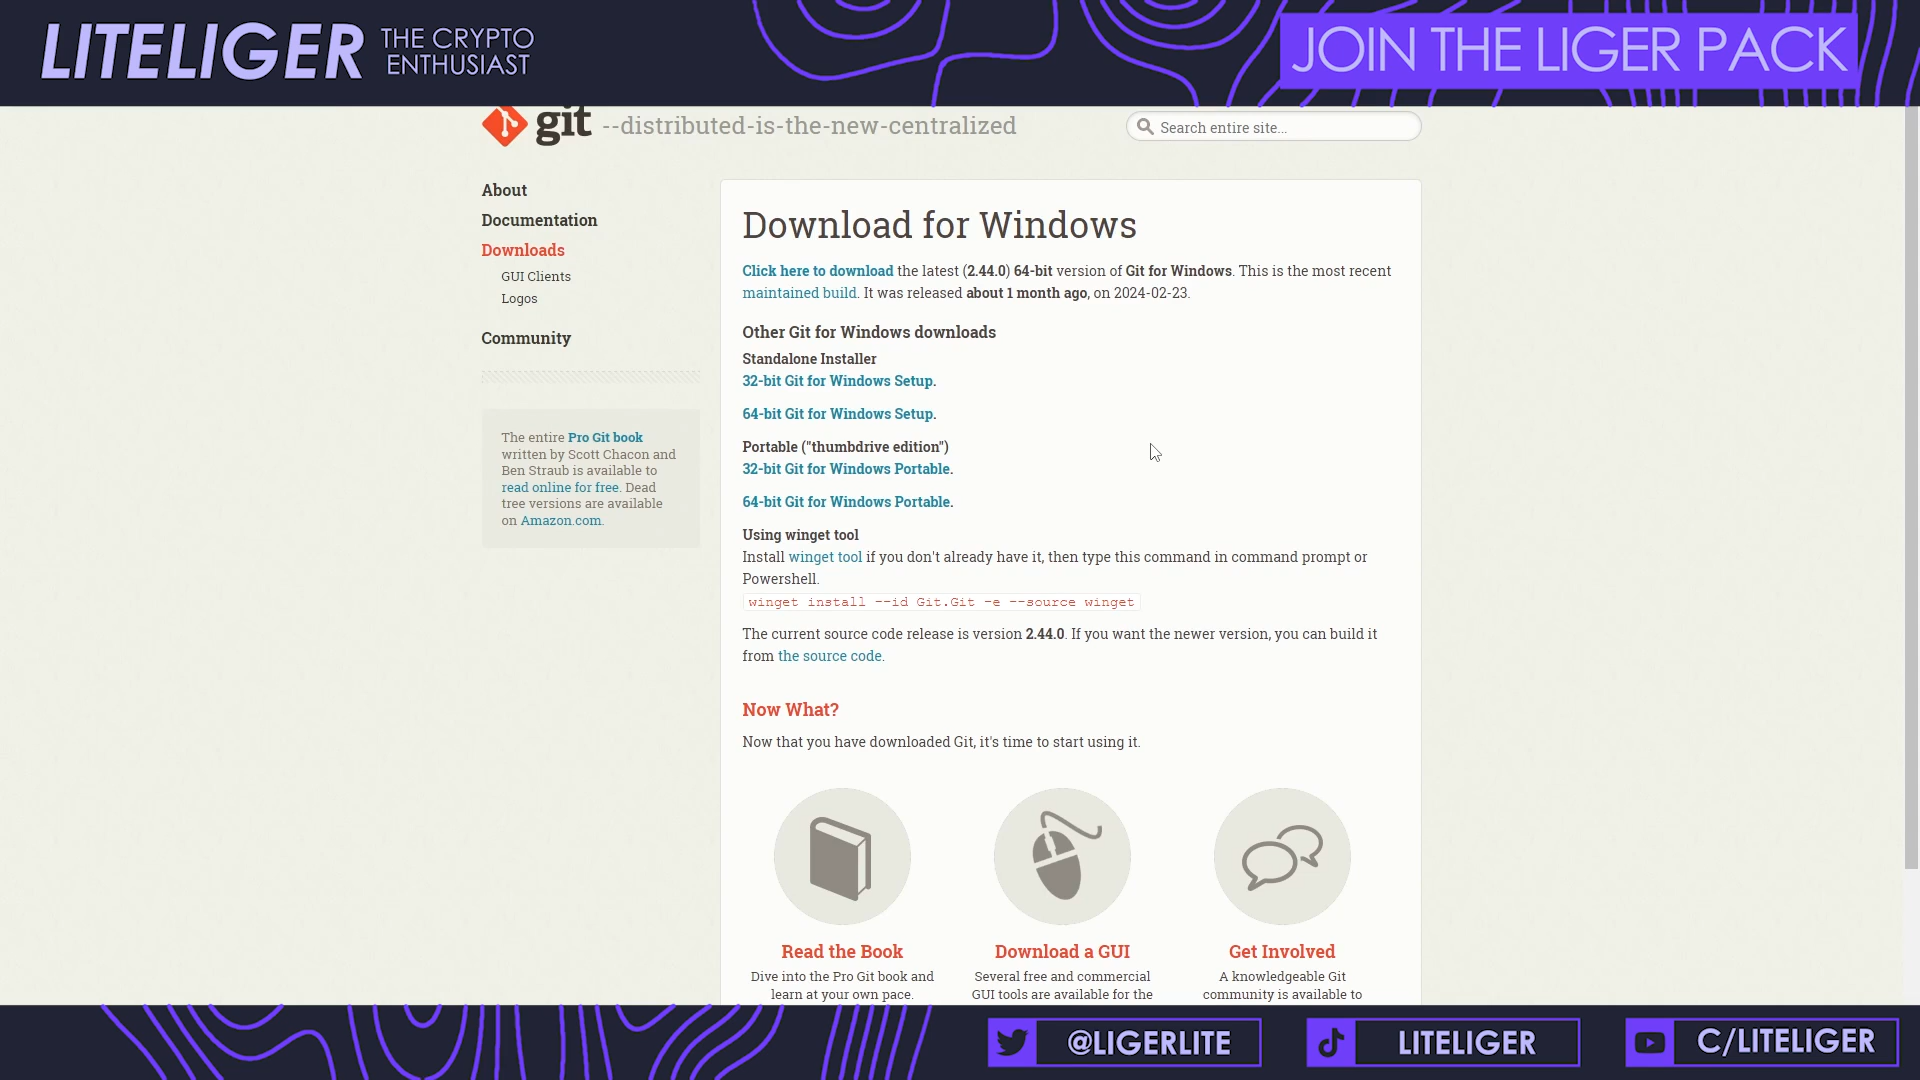 LITELIGER THE CRYPTO ENTHUSIAST
JOIN THE LIGER PACK
git --distributed-is-the-new-centralized
Search entire site...
About
Documentation
Downloads
GUI Clients
Logos
Community
The entire Pro Git book
written by Scott Chacon and
Ben Straub is available to
read online for free. Dead
tree versions are available
on Amazon.com.
Download for Windows
Click here to download the latest (2.44.0) 64-bit version of Git for Windows. This is the most recent
maintained build. It was released about 1 month ago, on 2024-02-23.
Other Git for Windows downloads
Standalone Installer
32-bit Git for Windows Setup.
64-bit Git for Windows Setup.
Portable ("thumbdrive edition")
32-bit Git for Windows Portable.
64-bit Git for Windows Portable.
Using winget tool
Install winget tool if you don't already have it, then type this command in command prompt or
Powershell.
winget install --id Git.Git -e --source winget
The current source code release is version 2.44.0. If you want the newer version, you can build it
from the source code.
Now What?
Now that you have downloaded Git, it's time to start using it.
Read the Book
Dive into the Pro Git book and
learn at your own pace.
Download a GUI
Several free and commercial
GUI tools are available for the
Get Involved
A knowledgeable Git
community is available to
@LIGERLITE
LITELIGER
C/LITELIGER